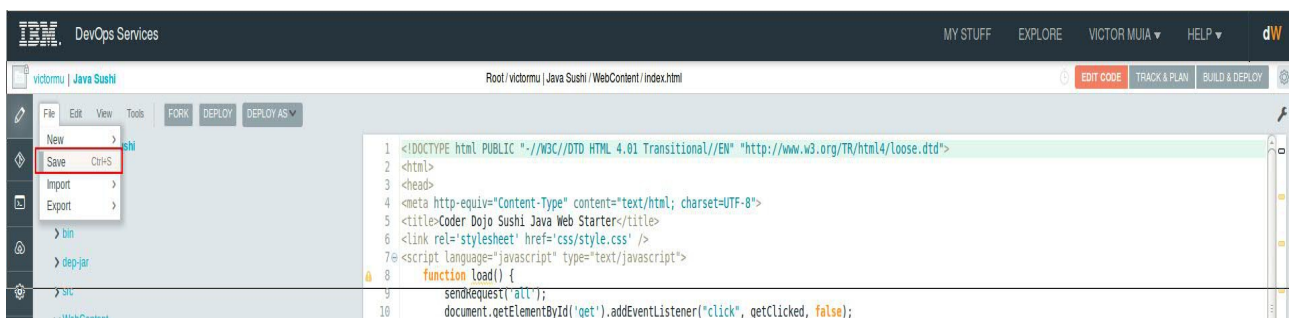 IBM. DevOps Services MY STUFF EXPLORE VICTOR MUIA HELP dW
victormu | Java Sushi Root / victormu | Java Sushi / WebContent / index.html EDIT CODE TRACK & PLAN BUILD & DEPLOY
File Edit View Tools FORK DEPLOY DEPLOY AS
New shi
Save Ctrl+S
Import
Export
bin
dep-jar
src
WebContent
1 <!DOCTYPE html PUBLIC "-//W3C//DTD HTML 4.01 Transitional//EN" "http://www.w3.org/TR/html4/loose.dtd">
2 <html>
3 <head>
4 <meta http-equiv="Content-Type" content="text/html; charset=UTF-8">
5 <title>Coder Dojo Sushi Java Web Starter</title>
6 <link rel='stylesheet' href='css/style.css' />
7 <script language="javascript" type="text/javascript">
8 function load() {
9 sendRequest('all');
10 document.getElementById('get').addEventListener("click", getClicked, false);